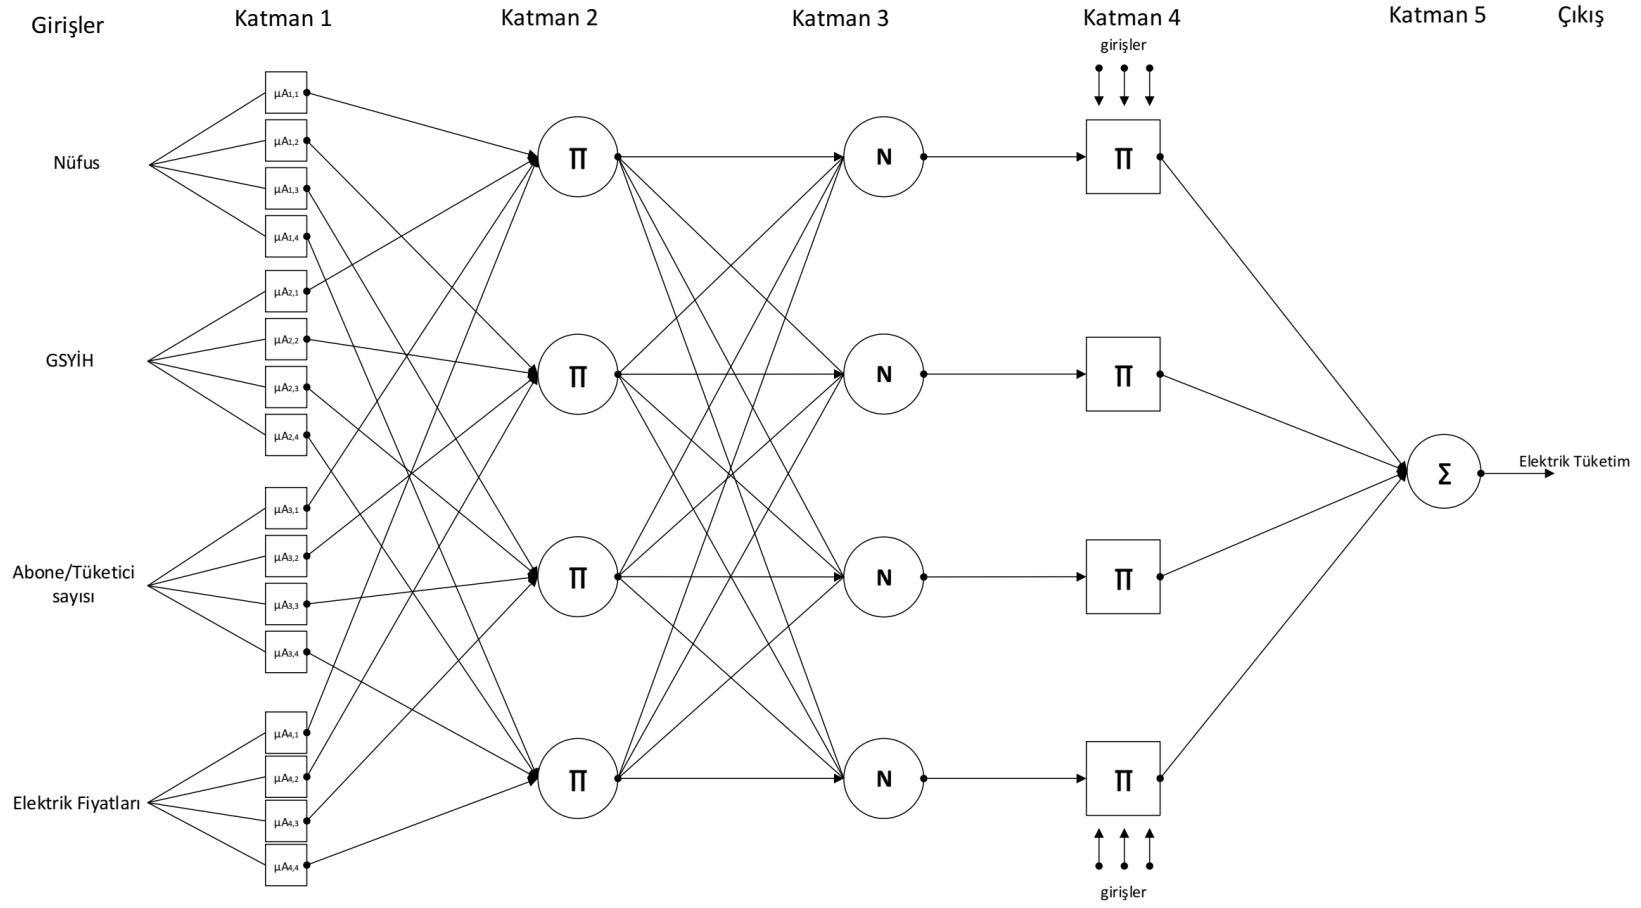 Girişler
Katman 1
Katman 2
Katman 3
Katman 4
Katman 5
Çıkış
girişler
Nüfus
µA1,1
µA1,2
µA1,3
µA1,4
GSYİH
µA2,1
µA2,2
µA2,3
µA2,4
Abone/Tüketici
sayısı
µA3,1
µA3,2
µA3,3
µA3,4
Elektrik Fiyatları
µA4,1
µA4,2
µA4,3
µA4,4
Π
Π
Π
Π
N
N
N
N
Π
Π
Π
Π
girişler
Σ
Elektrik Tüketim